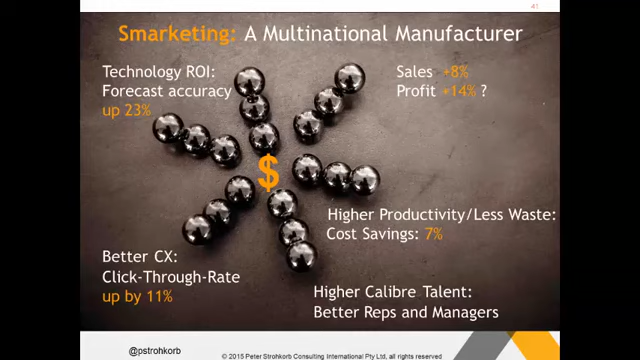 41
Smarketing: A Multinational Manufacturer
Technology ROI:
Forecast accuracy
up 23%
Sales +8%
Profit +14% ?
$
Higher Productivity/Less Waste:
Cost Savings: 7%
Better CX:
Click-Through-Rate
up by 11%
Higher Calibre Talent:
Better Reps and Managers
@pstrohkorb
© 2015 Peter Strohkorb Consulting International Pty Ltd, all rights reserved